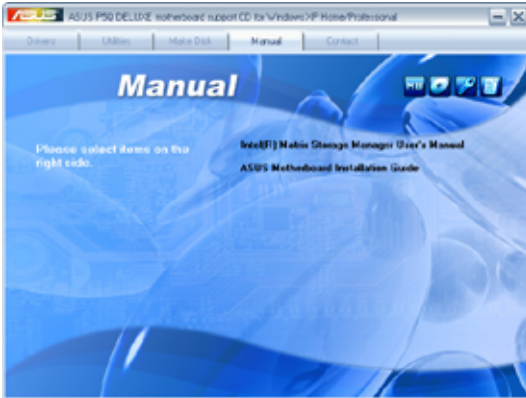 ASUS ASUS P5Q DELUXE motherboard support CD for Windows XP Home/Professional
Drivers Utilities Make Disk Manual Contact
Manual
Please select items on the
right side.
Intel(R) Matrix Storage Manager User's Manual
ASUS Motherboard Installation Guide